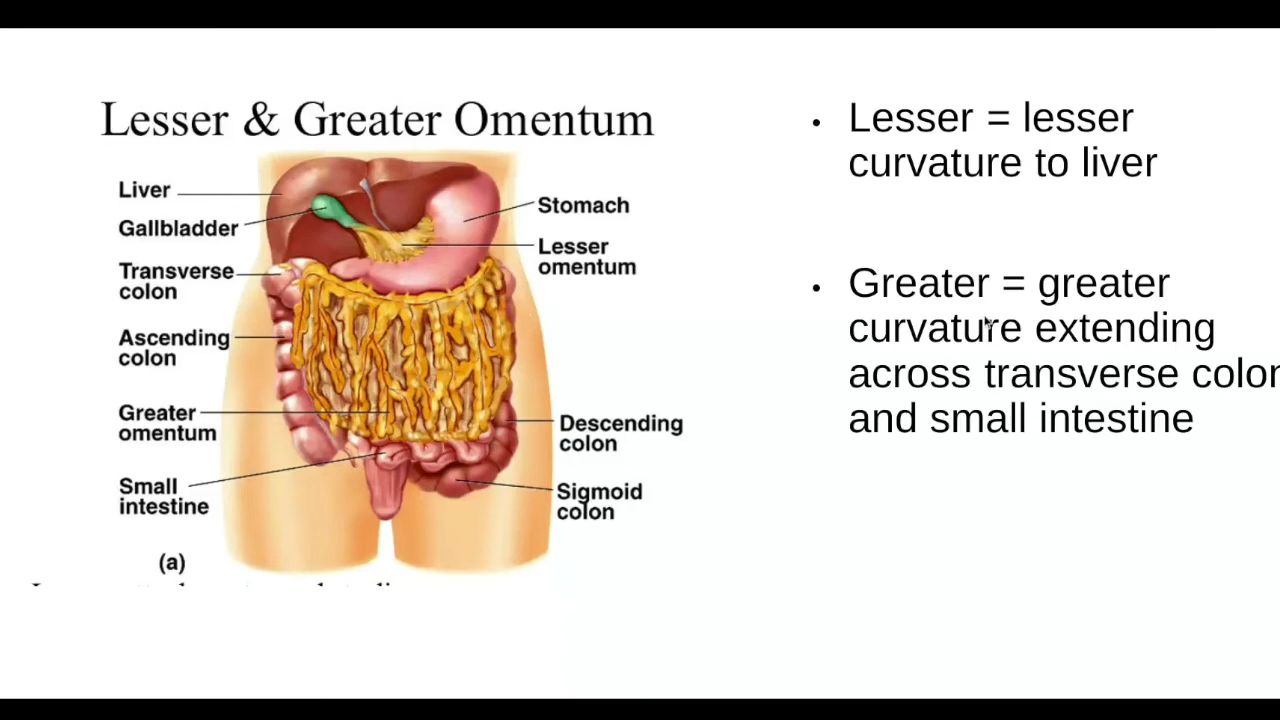 Lesser & Greater Omentum
Liver
Gallbladder
Transverse
colon
Ascending
colon
Greater
omentum
Small
intestine
(a)
Stomach
Lesser
omentum
Descending
colon
Sigmoid
colon
• Lesser = lesser
curvature to liver
• Greater = greater
curvature extending
across transverse colon
and small intestine